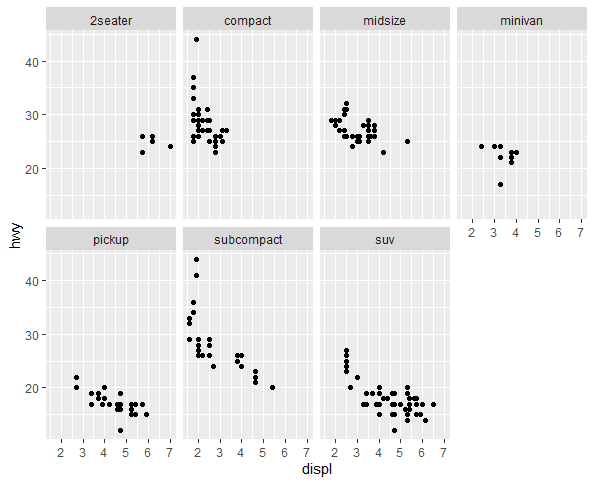 2seater compact midsize minivan
40
30
20
2 3 4 5 6 7
hwy
pickup subcompact suv
40
30
20
2 3 4 5 6 7 2 3 4 5 6 7 2 3 4 5 6 7
displ